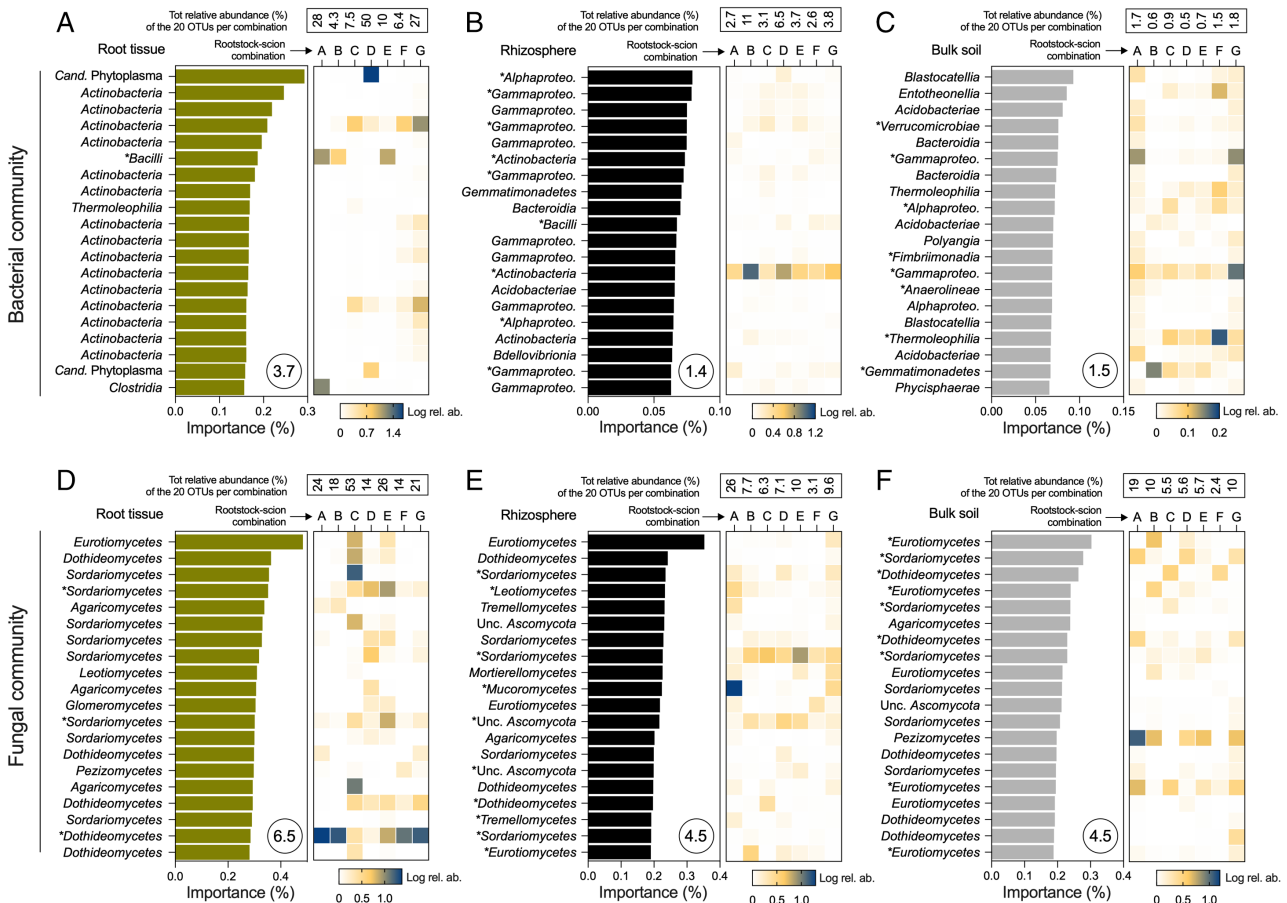 A
Tot relative abundance (%)
of the 20 OTUs per combination
28 4.3 7.5 50 10 6.4 27
Root tissue
Rootstock-scion
combination
A B C D E F G
Cand. Phytoplasma
Actinobacteria
Actinobacteria
Actinobacteria
Actinobacteria
*Bacilli
Actinobacteria
Actinobacteria
Thermoleophilia
Actinobacteria
Actinobacteria
Actinobacteria
Actinobacteria
Actinobacteria
Actinobacteria
Actinobacteria
Actinobacteria
Actinobacteria
Cand. Phytoplasma
Clostridia
3.7
0.0 0.1 0.2 0.3
Importance (%)
Log rel. ab.
0 0.7 1.4
B
Tot relative abundance (%)
of the 20 OTUs per combination
2.7 11 3.1 6.5 3.7 2.6 3.8
Rhizosphere
Rootstock-scion
combination
A B C D E F G
*Alphaproteo.
*Gammaproteo.
Gammaproteo.
*Gammaproteo.
Gammaproteo.
*Actinobacteria
*Gammaproteo.
Gemmatimonadetes
Bacteroidia
*Bacilli
Gammaproteo.
Gammaproteo.
*Actinobacteria
Acidobacteriae
Gammaproteo.
*Alphaproteo.
Actinobacteria
Bdellovibrionia
*Gammaproteo.
Gammaproteo.
1.4
0.00 0.05 0.10
Importance (%)
Log rel. ab.
0 0.4 0.8 1.2
C
Tot relative abundance (%)
of the 20 OTUs per combination
1.7 0.6 0.9 0.5 0.7 1.5 1.8
Bulk soil
Rootstock-scion
combination
A B C D E F G
Blastocatellia
Entotheonellia
Acidobacteriae
*Verrucomicrobiae
Bacteroidia
*Gammaproteo.
Bacteroidia
Thermoleophilia
*Alphaproteo.
Acidobacteriae
Polyangia
*Fimbriimonadia
*Gammaproteo.
*Anaerolineae
Alphaproteo.
Blastocatellia
*Thermoleophilia
Acidobacteriae
*Gemmatimonadetes
Phycisphaerae
1.5
0.00 0.05 0.10 0.15
Importance (%)
Log rel. ab.
0 0.1 0.2
Bacterial community
D
Tot relative abundance (%)
of the 20 OTUs per combination
24 18 53 14 26 14 21
Root tissue
Rootstock-scion
combination
A B C D E F G
Eurotiomycetes
Dothideomycetes
Sordariomycetes
*Sordariomycetes
Agaricomycetes
Sordariomycetes
Sordariomycetes
Sordariomycetes
Leotiomycetes
Agaricomycetes
Glomeromycetes
*Sordariomycetes
Sordariomycetes
Dothideomycetes
Pezizomycetes
Agaricomycetes
Dothideomycetes
Sordariomycetes
*Dothideomycetes
Dothideomycetes
6.5
0.0 0.2 0.4
Importance (%)
Log rel. ab.
0 0.5 1.0
E
Tot relative abundance (%)
of the 20 OTUs per combination
26 7.7 6.3 7.1 10 3.1 9.6
Rhizosphere
Rootstock-scion
combination
A B C D E F G
Eurotiomycetes
Dothideomycetes
*Sordariomycetes
*Leotiomycetes
Tremellomycetes
Unc. Ascomycota
Sordariomycetes
*Sordariomycetes
Mortierellomycetes
*Mucoromycetes
Eurotiomycetes
*Unc. Ascomycota
Agaricomycetes
Sordariomycetes
*Unc. Ascomycota
Dothideomycetes
*Dothideomycetes
*Tremellomycetes
*Sordariomycetes
*Eurotiomycetes
4.5
0.0 0.1 0.2 0.3 0.4
Importance (%)
Log rel. ab.
0 0.5 1.0
F
Tot relative abundance (%)
of the 20 OTUs per combination
19 10 5.5 5.6 5.7 2.4 10
Bulk soil
Rootstock-scion
combination
A B C D E F G
*Eurotiomycetes
*Sordariomycetes
*Dothideomycetes
*Eurotiomycetes
*Sordariomycetes
Agaricomycetes
*Dothideomycetes
*Sordariomycetes
Eurotiomycetes
Sordariomycetes
Unc. Ascomycota
Sordariomycetes
Pezizomycetes
Dothideomycetes
Sordariomycetes
*Eurotiomycetes
Eurotiomycetes
Dothideomycetes
Dothideomycetes
*Eurotiomycetes
4.5
0.0 0.1 0.2 0.3 0.4
Importance (%)
Log rel. ab.
0 0.5 1.0
Fungal community